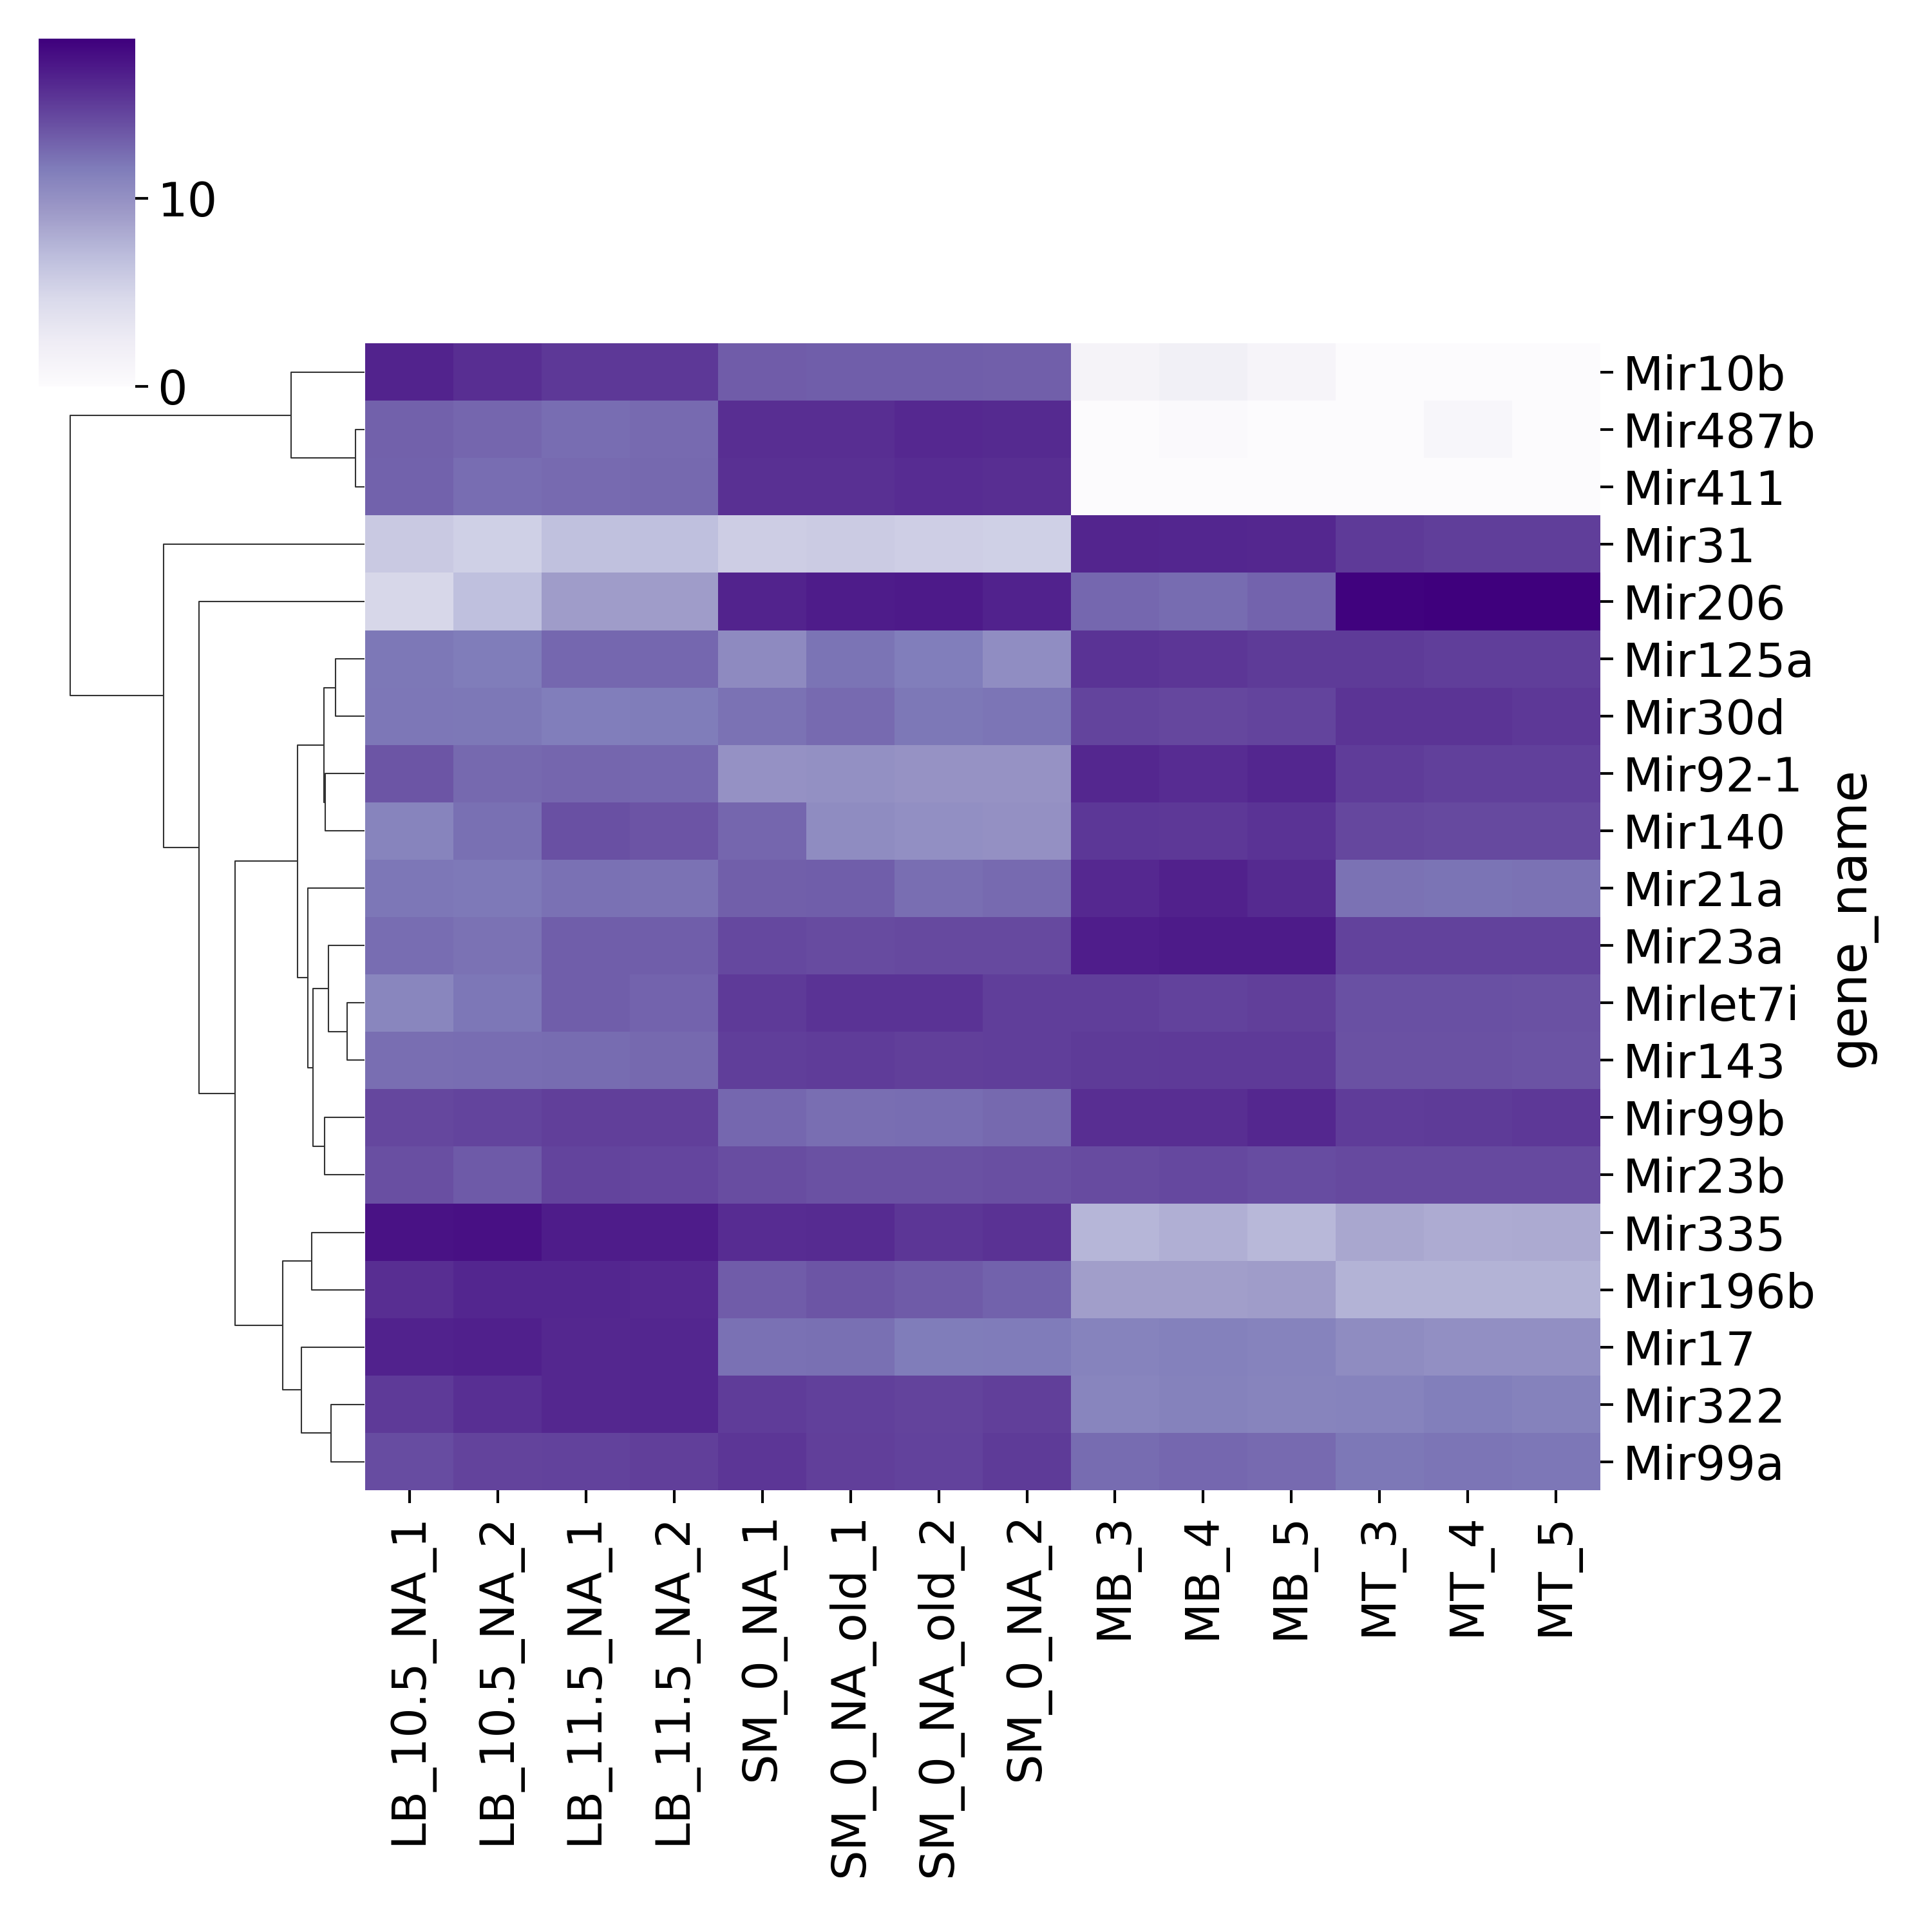 10
0
Mir10b
Mir487b
Mir411
Mir31
Mir206
Mir125a
Mir30d
Mir92-1
Mir140
Mir21a
Mir23a
Mirlet7i
Mir143
Mir99b
Mir23b
Mir335
Mir196b
Mir17
Mir322
Mir99a
gene_name
LB_10.5_NA_1
LB_10.5_NA_2
LB_11.5_NA_1
LB_11.5_NA_2
SM_0_NA_1
SM_0_NA_old_1
SM_0_NA_old_2
SM_0_NA_2
MB_3
MB_4
MB_5
MT_3
MT_4
MT_5